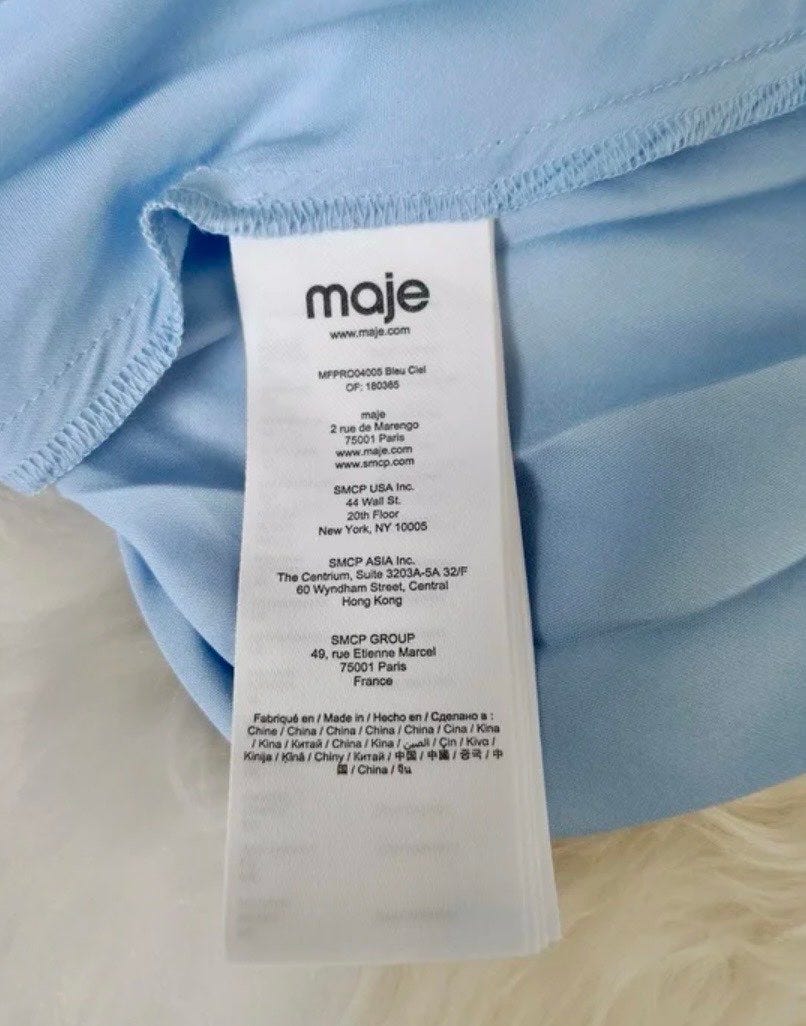 maje
www.maje.com
MFPRO04005 Bleu Ciel
OF: 180365
maje
2 rue de Marengo
75001 Paris
www.maje.com
www.smcp.com
SMCP USA Inc.
44 Wall St.
20th Floor
New York, NY 10005
SMCP ASIA Inc.
The Centrium, Suite 3203A-5A 32/F
60 Wyndham Street, Central
Hong Kong
SMCP GROUP
49, rue Etienne Marcel
75001 Paris
France
Fabriqué en / Made in / Hecho en / Сделано в :
Chine / China / China / China / China / Cina / Kina
/ Kina / Китай / China / Kina / الصين / Çin / Kiva /
Kinija / Ķīnā / Chiny / Китай / 中国 / 中國 / 중국 / 中
国 / China / จีน